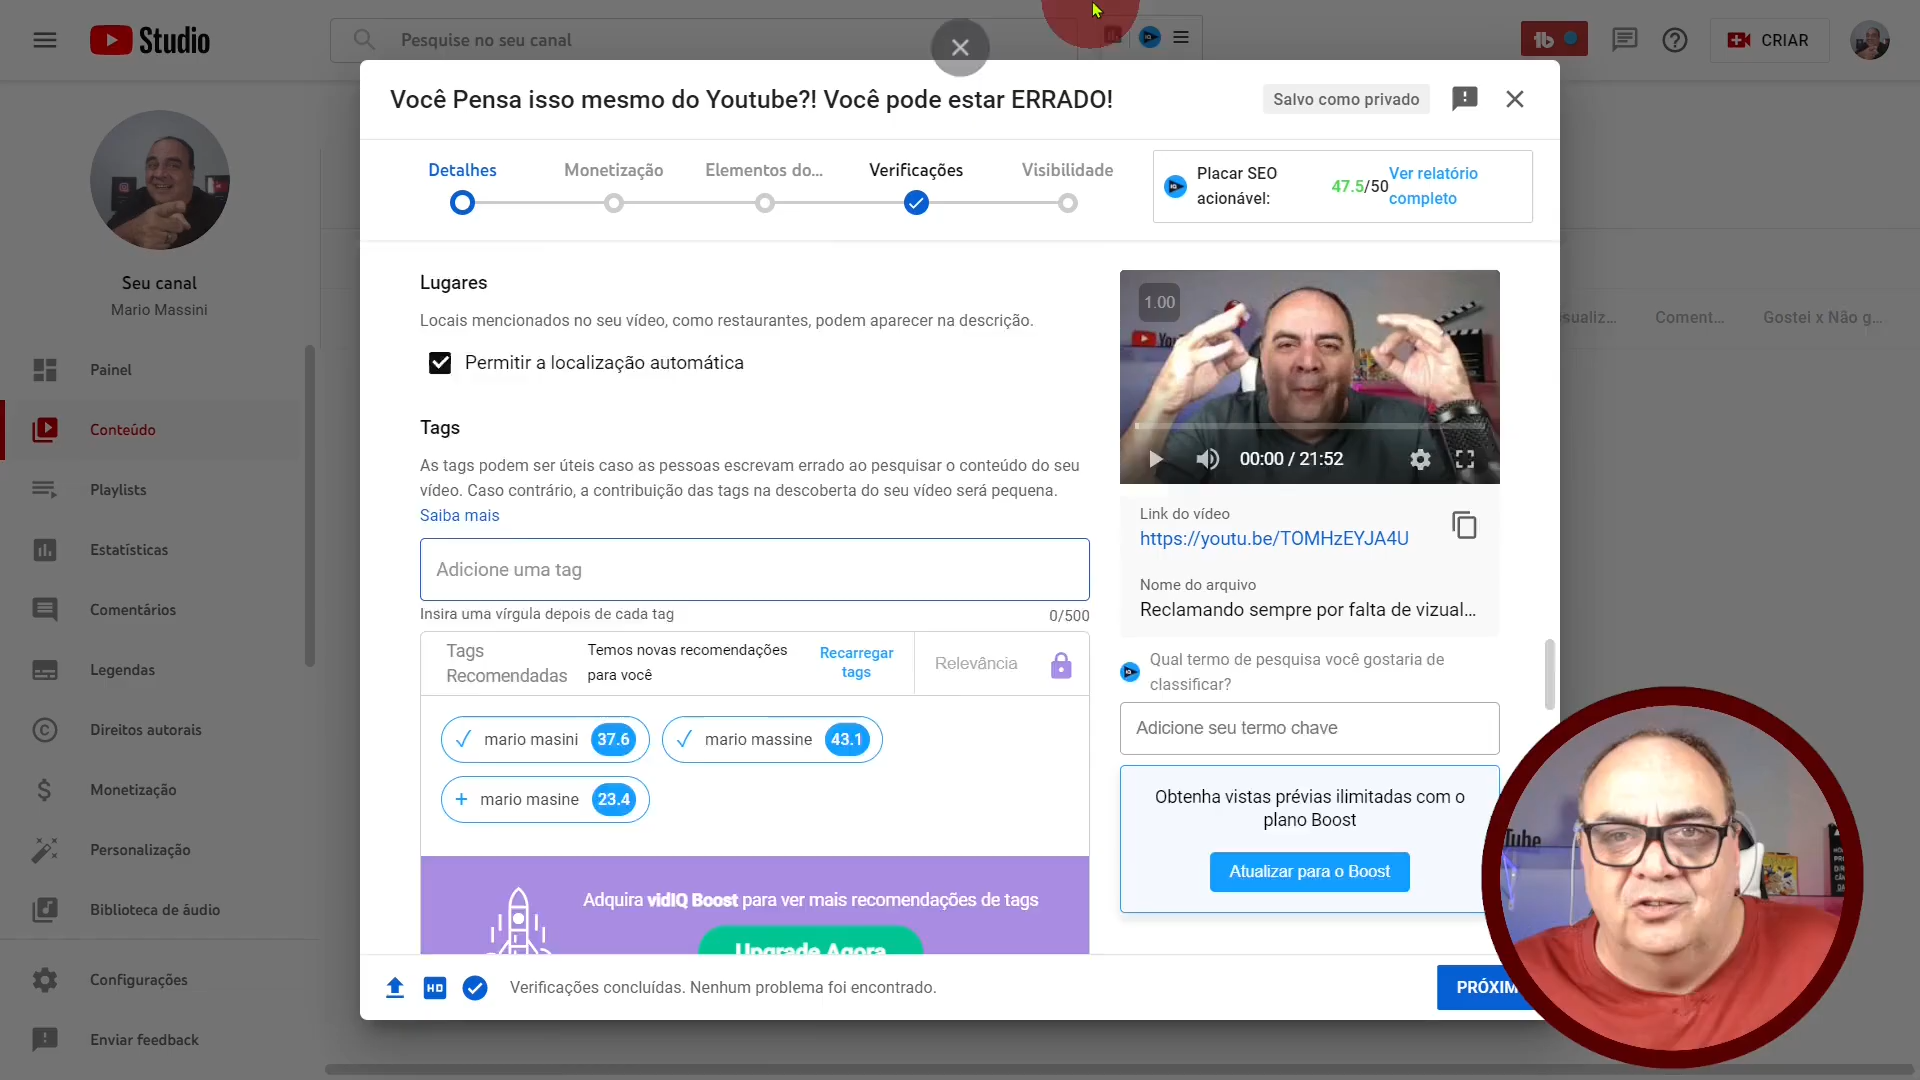 Studio
Pesquise no seu canal
CRIAR
Você Pensa isso mesmo do Youtube?! Você pode estar ERRADO!
Salvo como privado
Detalhes
Monetização
Elementos do...
Verificações
Visibilidade
Placar SEO
acionável:
47.5/50
Ver relatório
completo
Seu canal
Mario Massini
Painel
Conteúdo
Playlists
Estatísticas
Comentários
Legendas
Direitos autorais
Monetização
Personalização
Biblioteca de áudio
Configurações
Enviar feedback
Lugares
Locais mencionados no seu vídeo, como restaurantes, podem aparecer na descrição.
Permitir a localização automática
Tags
As tags podem ser úteis caso as pessoas escrevam errado ao pesquisar o conteúdo do seu
vídeo. Caso contrário, a contribuição das tags na descoberta do seu vídeo será pequena.
Saiba mais
Adicione uma tag
Insira uma vírgula depois de cada tag
0/500
Tags
Recomendadas
Temos novas recomendações
para você
Recarregar
tags
Relevância
mario masini 37.6
mario massine 43.1
mario masine 23.4
Adquira vidIQ Boost para ver mais recomendações de tags
Upgrade Agora
1.00
00:00 / 21:52
Link do vídeo
https://youtu.be/TOMHzEYJA4U
Nome do arquivo
Reclamando sempre por falta de vizual...
Qual termo de pesquisa você gostaria de
classificar?
Adicione seu termo chave
Obtenha vistas prévias ilimitadas com o
plano Boost
Atualizar para o Boost
Coment...
Gostei x Não g...
HD
Verificações concluídas. Nenhum problema foi encontrado.
PRÓXIM